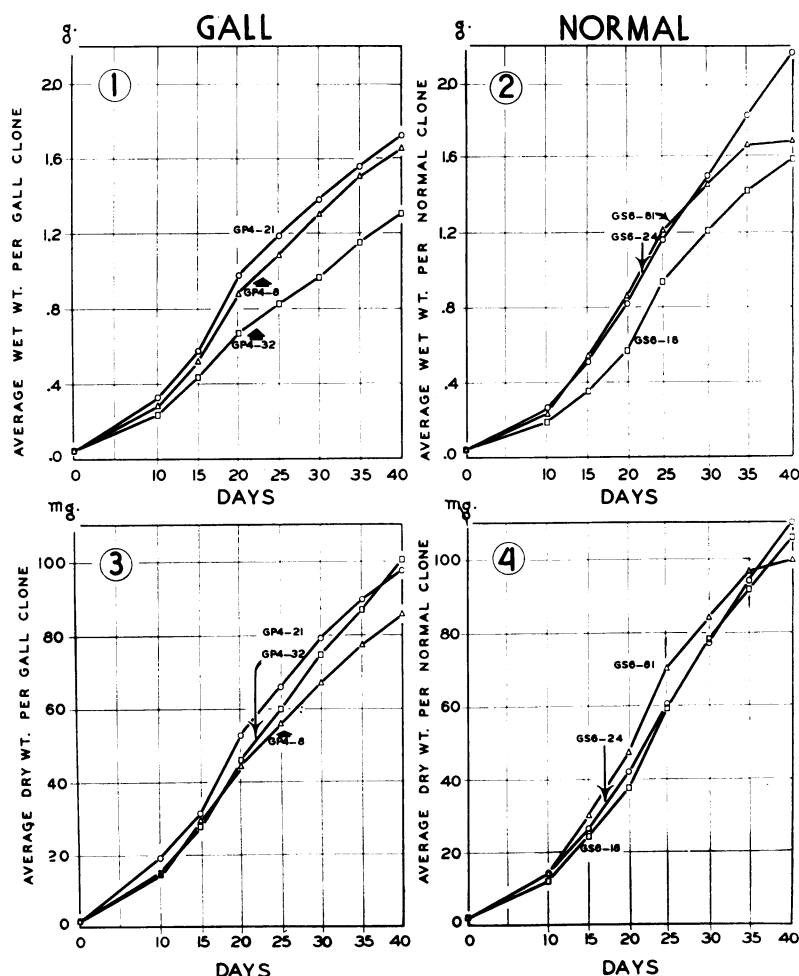 GALL
g.
AVERAGE WET WT. PER GALL CLONE
1
2.0
1.6
1.2
.8
.4
.0
GP4-21
GP4-8
GP4-32
0 10 15 20 25 30 35 40
DAYS
NORMAL
g.
AVERAGE WET WT. PER NORMAL CLONE
2
2.0
1.6
1.2
.8
.4
.0
GS6-81
GS6-24
GS6-18
0 10 15 20 25 30 35 40
DAYS
mg.
AVERAGE DRY WT. PER GALL CLONE
3
100
80
60
40
20
0
GP4-21
GP4-32
GP4-8
0 10 15 20 25 30 35 40
DAYS
mg.
AVERAGE DRY WT. PER NORMAL CLONE
4
100
80
60
40
20
0
GS6-81
GS6-24
GS6-18
0 10 15 20 25 30 35 40
DAYS